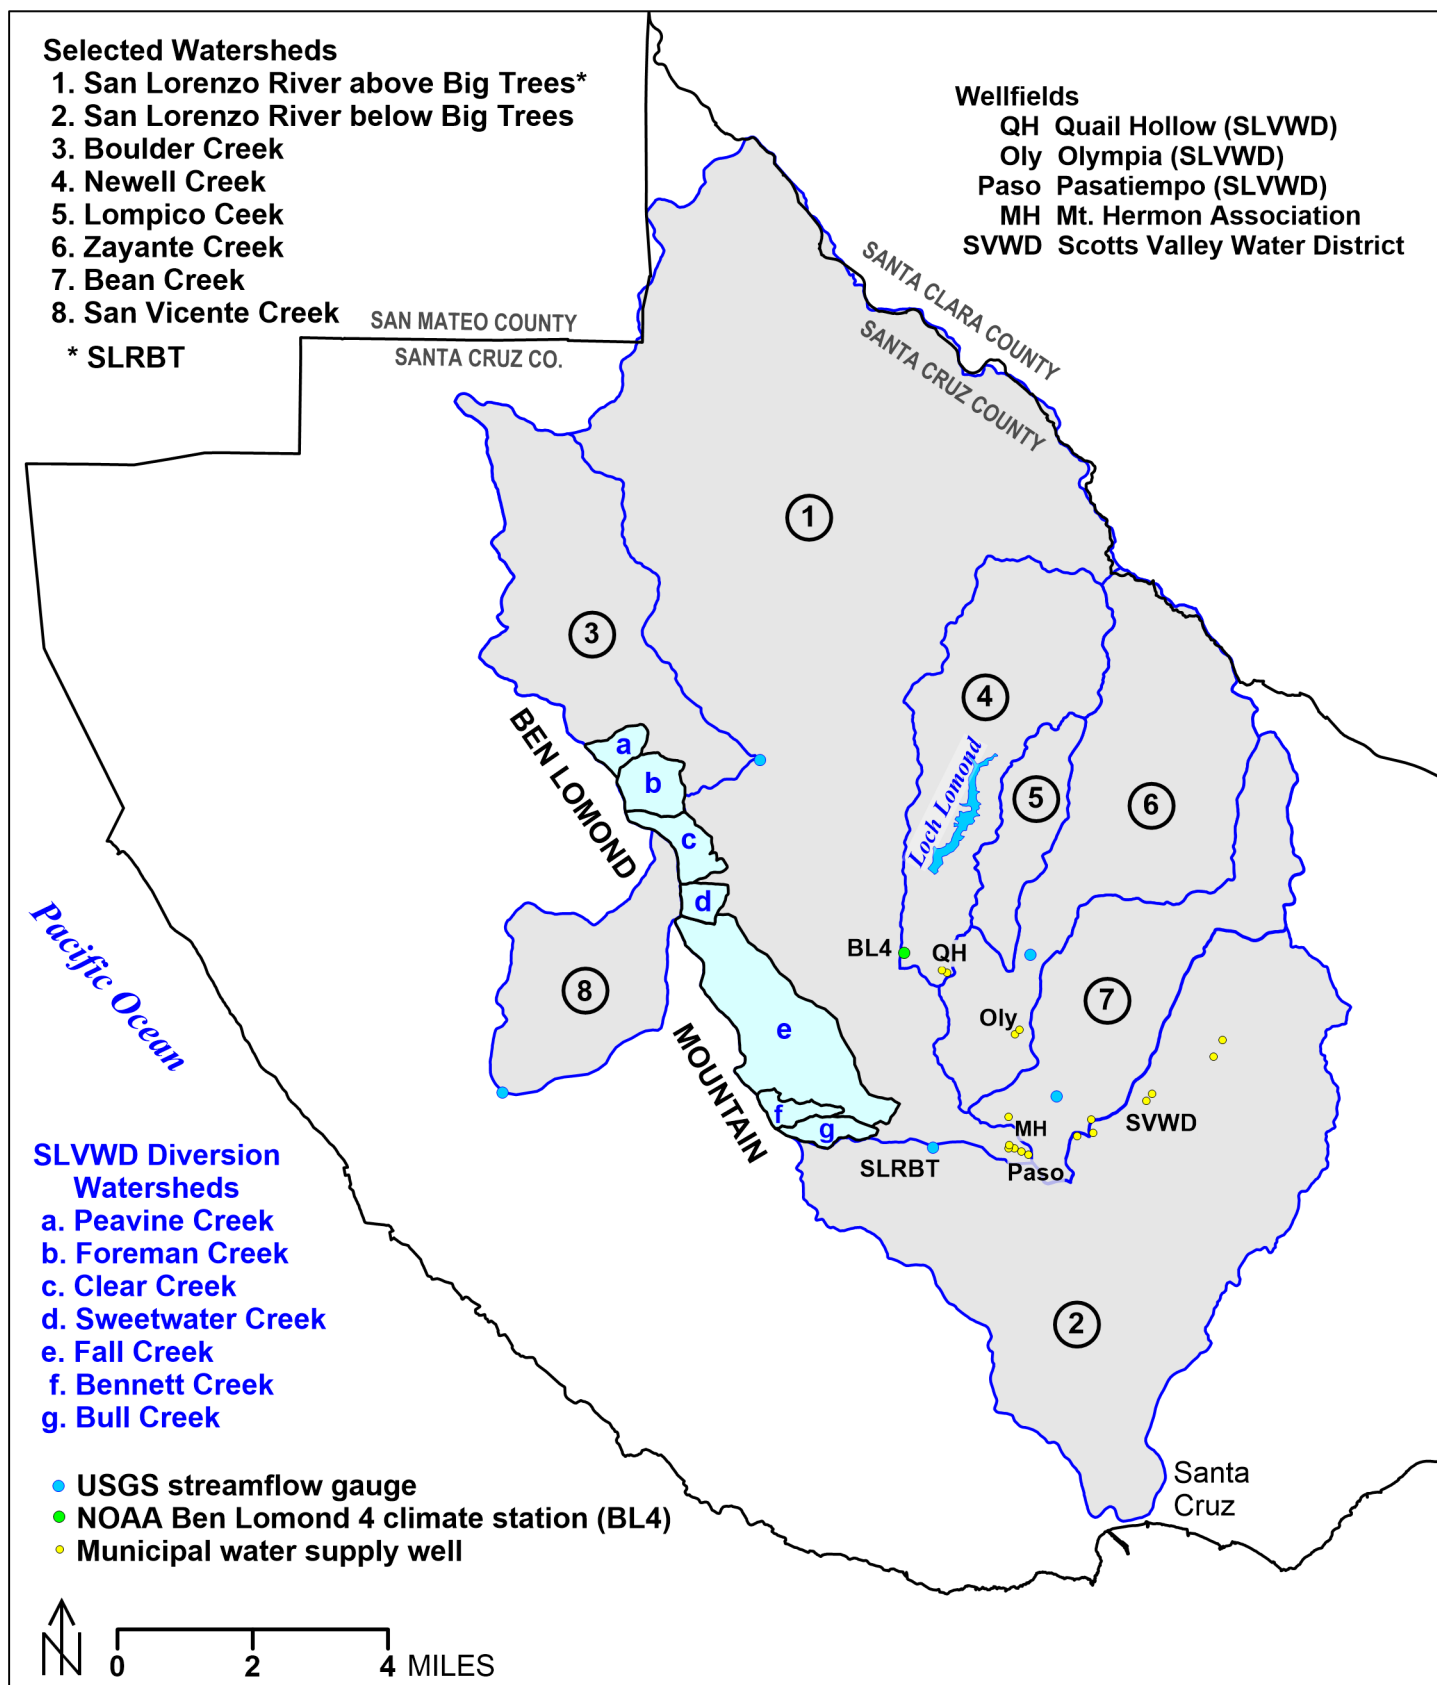 Selected Watersheds
1. San Lorenzo River above Big Trees*
2. San Lorenzo River below Big Trees
3. Boulder Creek
4. Newell Creek
5. Lompico Ceek
6. Zayante Creek
7. Bean Creek
8. San Vicente Creek
* SLRBT
Wellfields
QH Quail Hollow (SLVWD)
Oly Olympia (SLVWD)
Paso Pasatiempo (SLVWD)
MH Mt. Hermon Association
SVWD Scotts Valley Water District
SAN MATEO COUNTY
SANTA CRUZ CO.
SANTA CLARA COUNTY
SANTA CRUZ COUNTY
1
3
4
BEN LOMOND
a
b
c
d
Loch Lomond
5
6
Pacific Ocean
BL4
QH
8
7
e
Oly
MOUNTAIN
f
g
MH
SVWD
SLRBT
Paso
2
SLVWD Diversion
Watersheds
a. Peavine Creek
b. Foreman Creek
c. Clear Creek
d. Sweetwater Creek
e. Fall Creek
f. Bennett Creek
g. Bull Creek
Santa
Cruz
USGS streamflow gauge
NOAA Ben Lomond 4 climate station (BL4)
Municipal water supply well
N
0 2 4 MILES